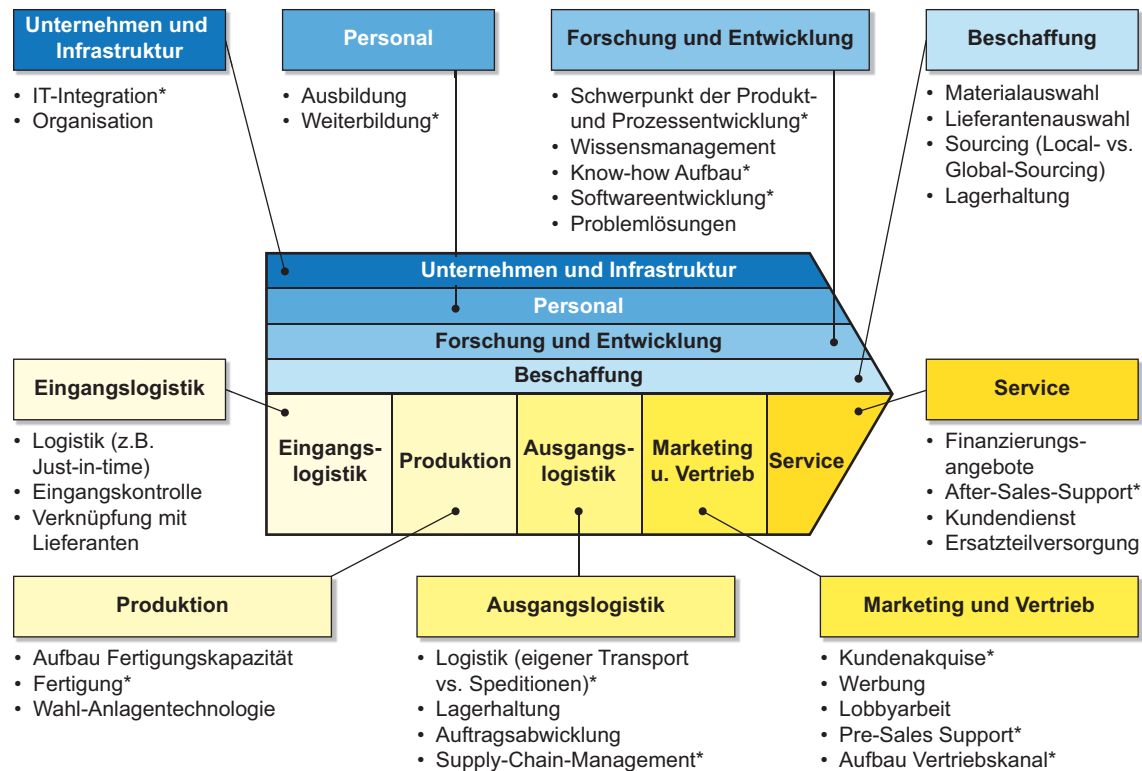 Unternehmen und
Infrastruktur
• IT-Integration*
• Organisation
Personal
• Ausbildung
• Weiterbildung*
Forschung und Entwicklung
• Schwerpunkt der Produkt-
und Prozessentwicklung*
• Wissensmanagement
• Know-how Aufbau*
• Softwareentwicklung*
• Problemlösungen
Beschaffung
• Materialauswahl
• Lieferantenauswahl
• Sourcing (Local- vs.
Global-Sourcing)
• Lagerhaltung
Unternehmen und Infrastruktur
Personal
Forschung und Entwicklung
Beschaffung
Eingangs-
logistik
Produktion
Ausgangs-
logistik
Marketing
u. Vertrieb
Service
Eingangslogistik
• Logistik (z.B.
Just-in-time)
• Eingangskontrolle
• Verknüpfung mit
Lieferanten
Service
• Finanzierungs-
angebote
• After-Sales-Support*
• Kundendienst
• Ersatzteilversorgung
Produktion
• Aufbau Fertigungskapazität
• Fertigung*
• Wahl-Anlagentechnologie
Ausgangslogistik
• Logistik (eigener Transport
vs. Speditionen)*
• Lagerhaltung
• Auftragsabwicklung
• Supply-Chain-Management*
Marketing und Vertrieb
• Kundenakquise*
• Werbung
• Lobbyarbeit
• Pre-Sales Support*
• Aufbau Vertriebskanal*